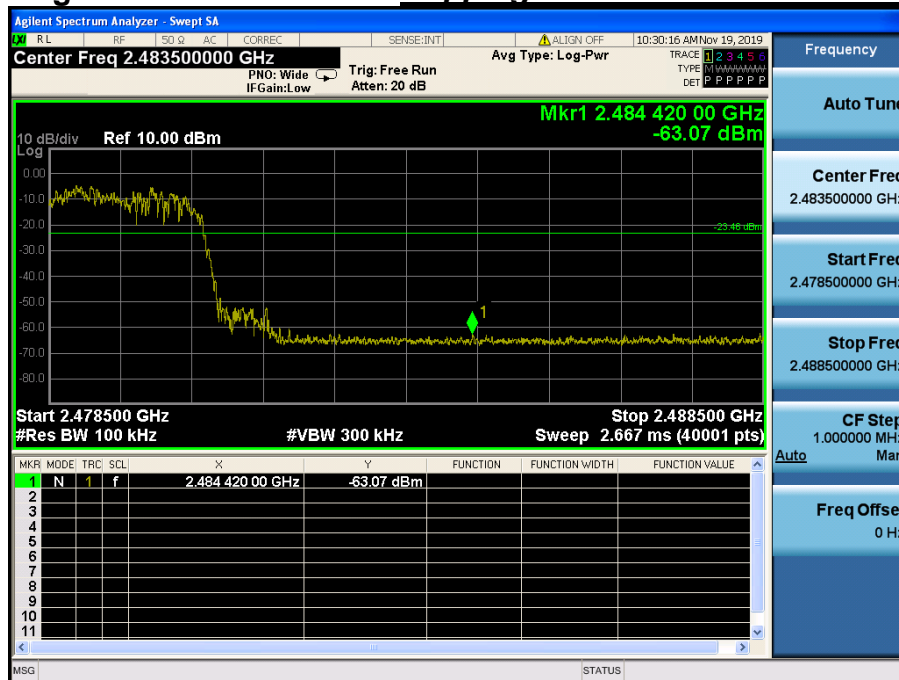 Agilent Spectrum Analyzer - Swept SA
LXI RL RF 50 Ω AC CORREC SENSE:INT ALIGN OFF 10:30:16 AM Nov 19, 2019
Center Freq 2.483500000 GHz
PNO: Wide
IFGain:Low
Trig: Free Run
Atten: 20 dB
Avg Type: Log-Pwr
TRACE 1 2 3 4 5 6
TYPE M WWWWW
DET P P P P P P
Mkr1 2.484 420 00 GHz
-63.07 dBm
10 dB/div Ref 10.00 dBm
Log
0.00
-10.0
-20.0
-23.46 dBm
-30.0
-40.0
-50.0
1
-60.0
-70.0
-80.0
Start 2.478500 GHz Stop 2.488500 GHz
#Res BW 100 kHz #VBW 300 kHz Sweep 2.667 ms (40001 pts)
MKR MODE TRC SCL X Y FUNCTION FUNCTION WIDTH FUNCTION VALUE
1 N 1 f 2.484 420 00 GHz -63.07 dBm
2
3
4
5
6
7
8
9
10
11
MSG STATUS
Frequency
Auto Tune
Center Freq
2.483500000 GHz
Start Freq
2.478500000 GHz
Stop Freq
2.488500000 GHz
CF Step
1.000000 MHz
Auto Man
Freq Offset
0 Hz